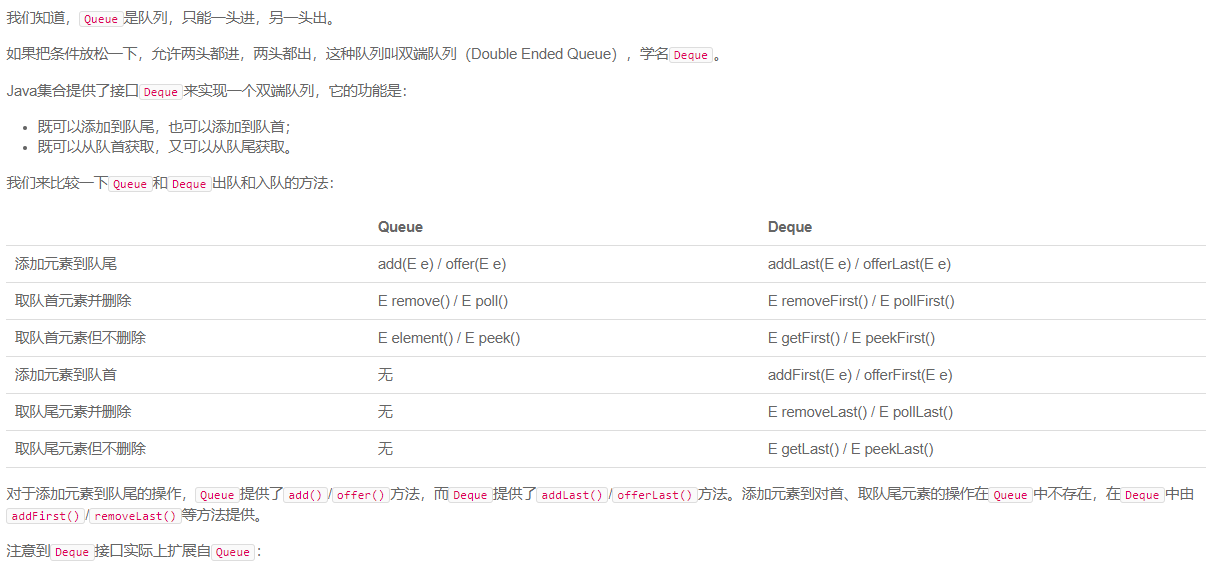 我们知道，Queue是队列，只能一头进，另一头出。
如果把条件放松一下，允许两头都进，两头都出，这种队列叫双端队列（Double Ended Queue），学名Deque。
Java集合提供了接口Deque来实现一个双端队列，它的功能是：
• 既可以添加到队尾，也可以添加到队首；
• 既可以从队首获取，又可以从队尾获取。
我们来比较一下Queue和Deque出队和入队的方法：
Queue Deque
添加元素到队尾 add(E e) / offer(E e) addLast(E e) / offerLast(E e)
取队首元素并删除 E remove() / E poll() E removeFirst() / E pollFirst()
取队首元素但不删除 E element() / E peek() E getFirst() / E peekFirst()
添加元素到队首 无 addFirst(E e) / offerFirst(E e)
取队尾元素并删除 无 E removeLast() / E pollLast()
取队尾元素但不删除 无 E getLast() / E peekLast()
对于添加元素到队尾的操作，Queue提供了add()/offer()方法，而Deque提供了addLast()/offerLast()方法。添加元素到对首、取队尾元素的操作在Queue中不存在，在Deque中由
addFirst()/removeLast()等方法提供。
注意到Deque接口实际上扩展自Queue：